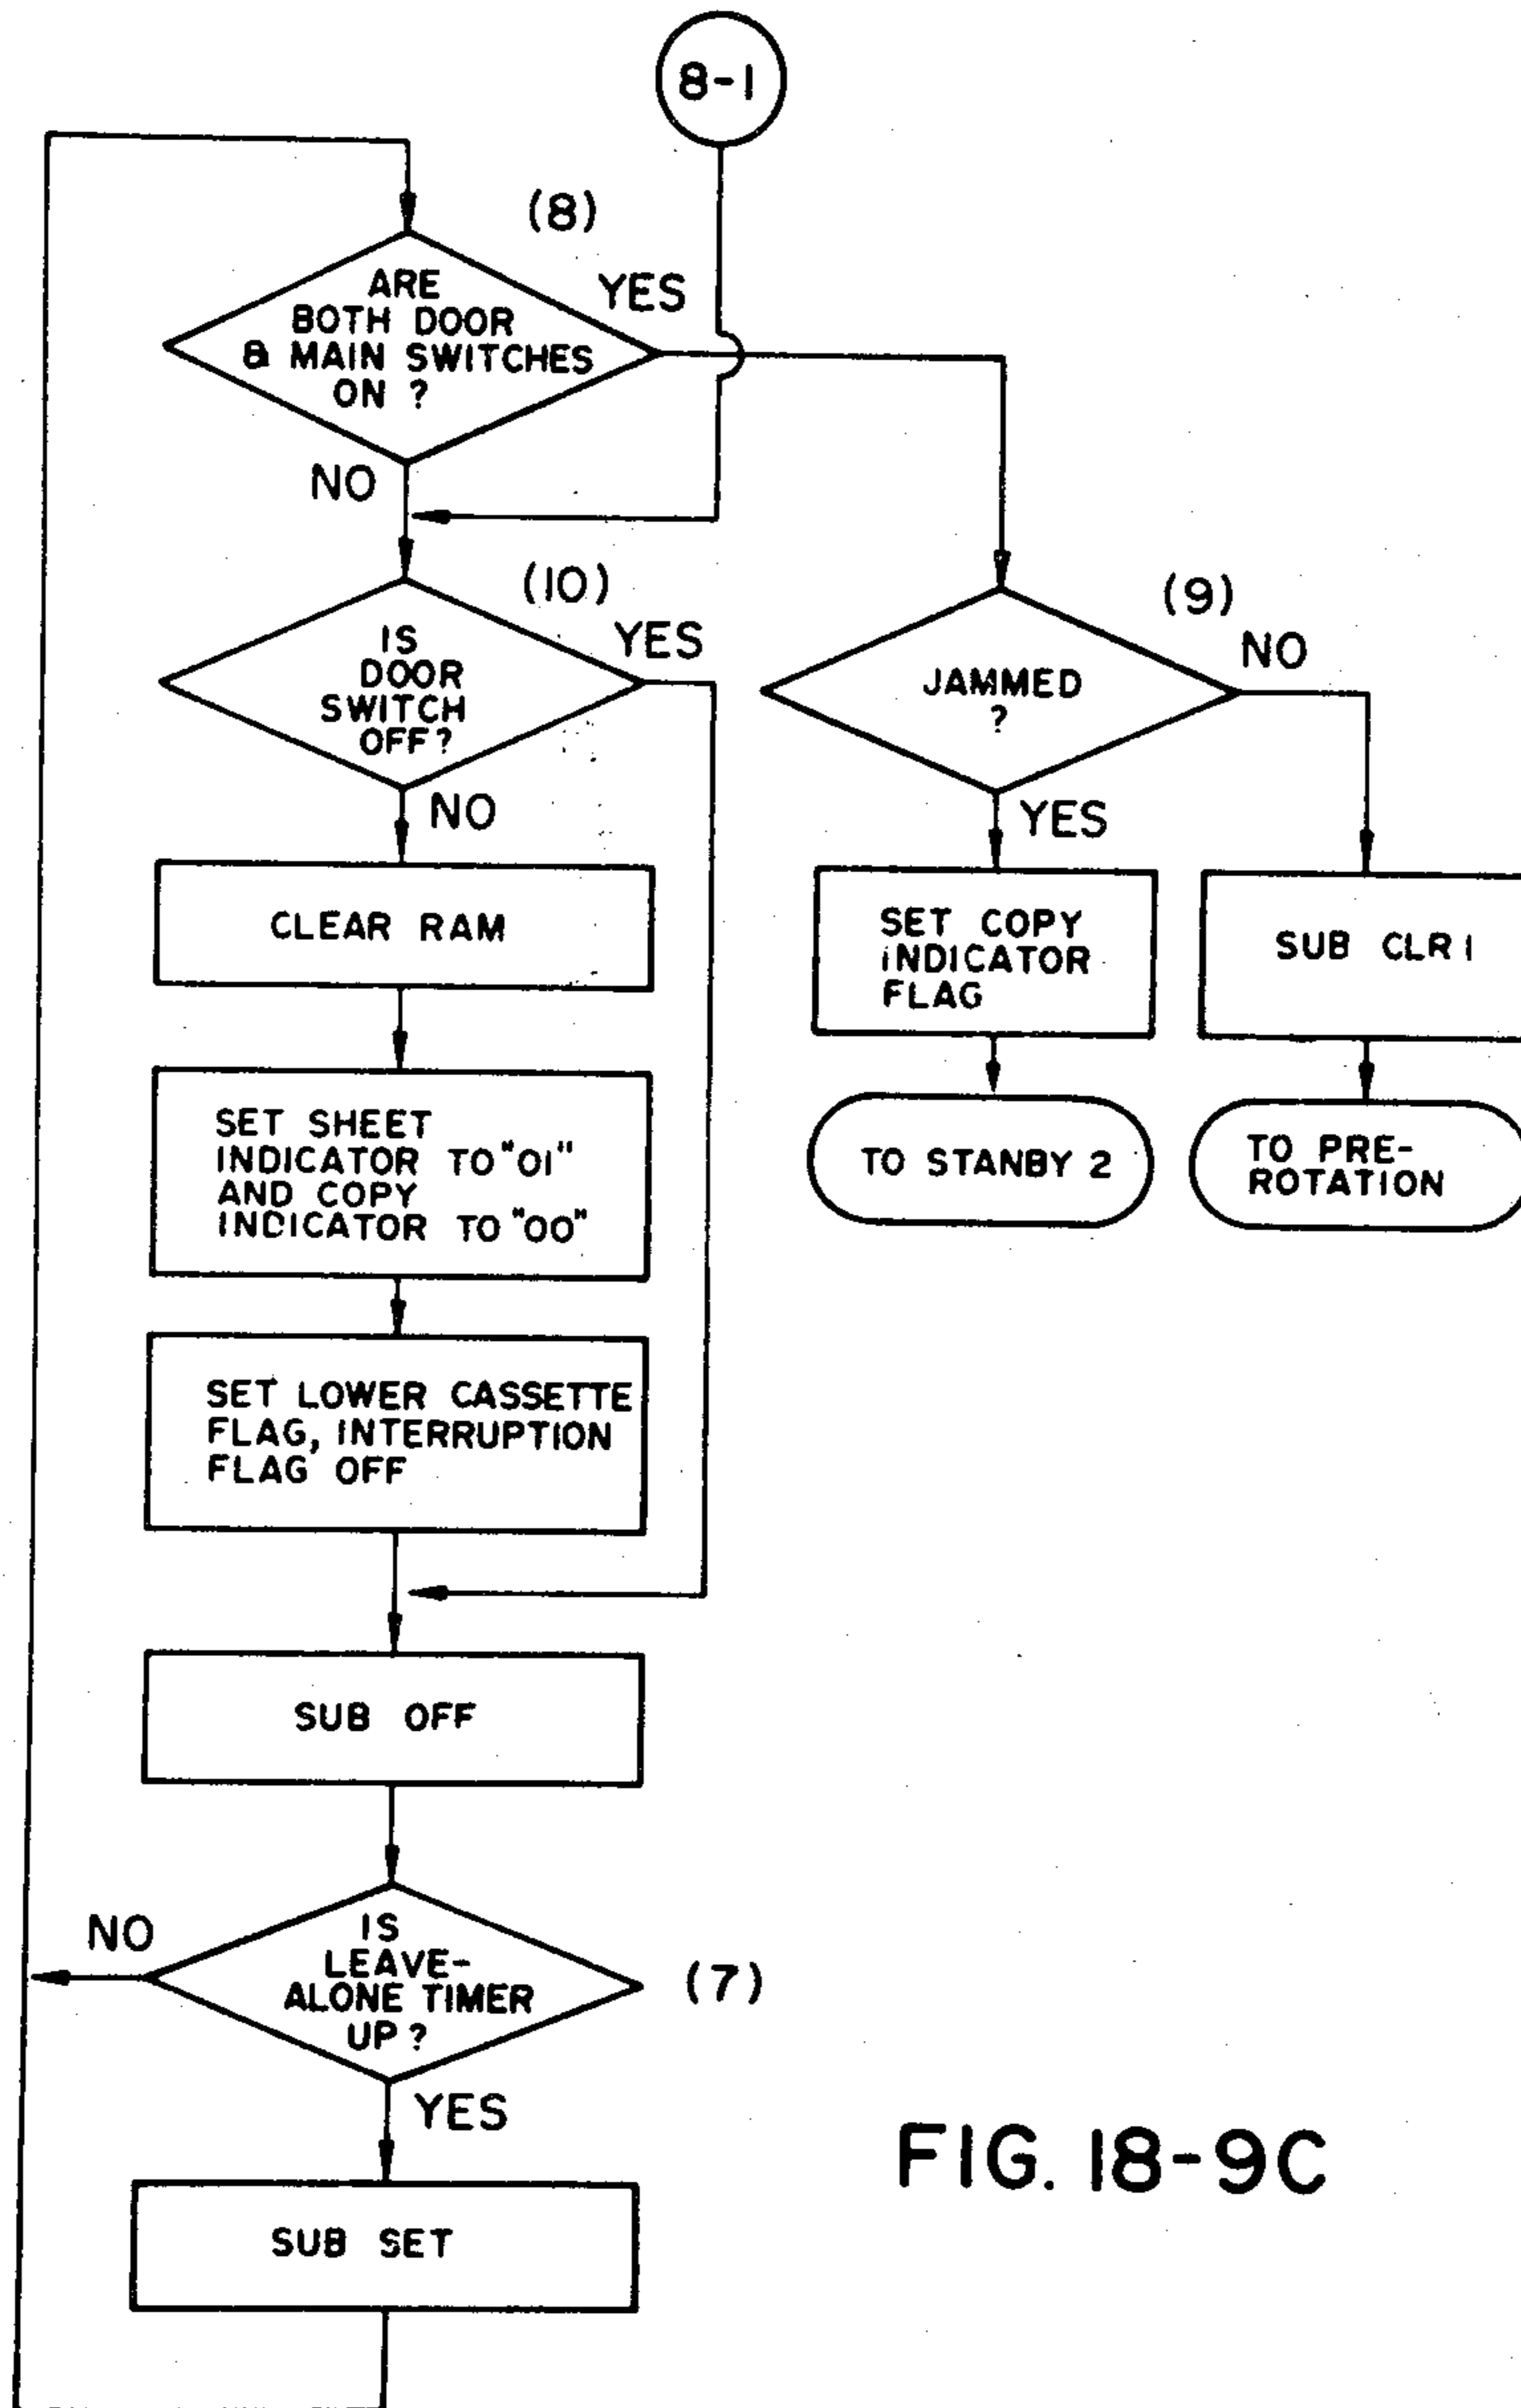 8-1
(8)
ARE
BOTH DOOR
& MAIN SWITCHES
ON ?
YES
NO
(10)
IS
DOOR
SWITCH
OFF?
YES
NO
(9)
JAMMED
?
NO
YES
CLEAR RAM
SET COPY
INDICATOR
FLAG
SUB CLR 1
SET SHEET
INDICATOR TO "01"
AND COPY
INDICATOR TO "00"
TO STANBY 2
TO PRE-
ROTATION
SET LOWER CASSETTE
FLAG, INTERRUPTION
FLAG OFF
SUB OFF
IS
LEAVE-
ALONE TIMER
UP ?
NO
(7)
YES
SUB SET
FIG. 18-9C